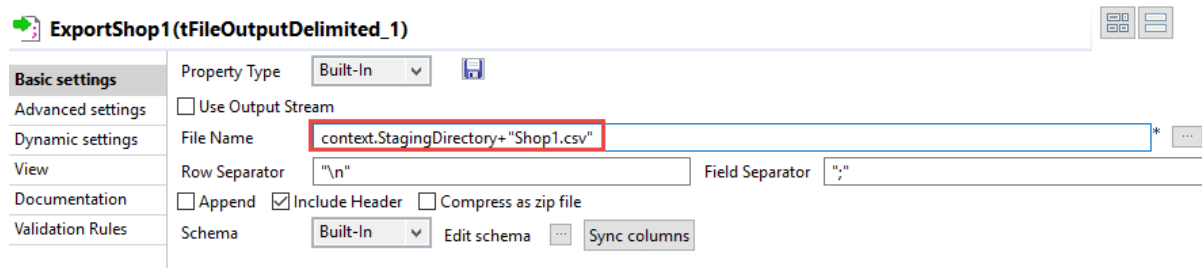 ExportShop1(tFileOutputDelimited_1)
Basic settings
Advanced settings
Dynamic settings
View
Documentation
Validation Rules
Property Type Built-In
Use Output Stream
File Name context.StagingDirectory+"Shop1.csv" * ...
Row Separator "\n" Field Separator ";"
Append Include Header Compress as zip file
Schema Built-In Edit schema ... Sync columns